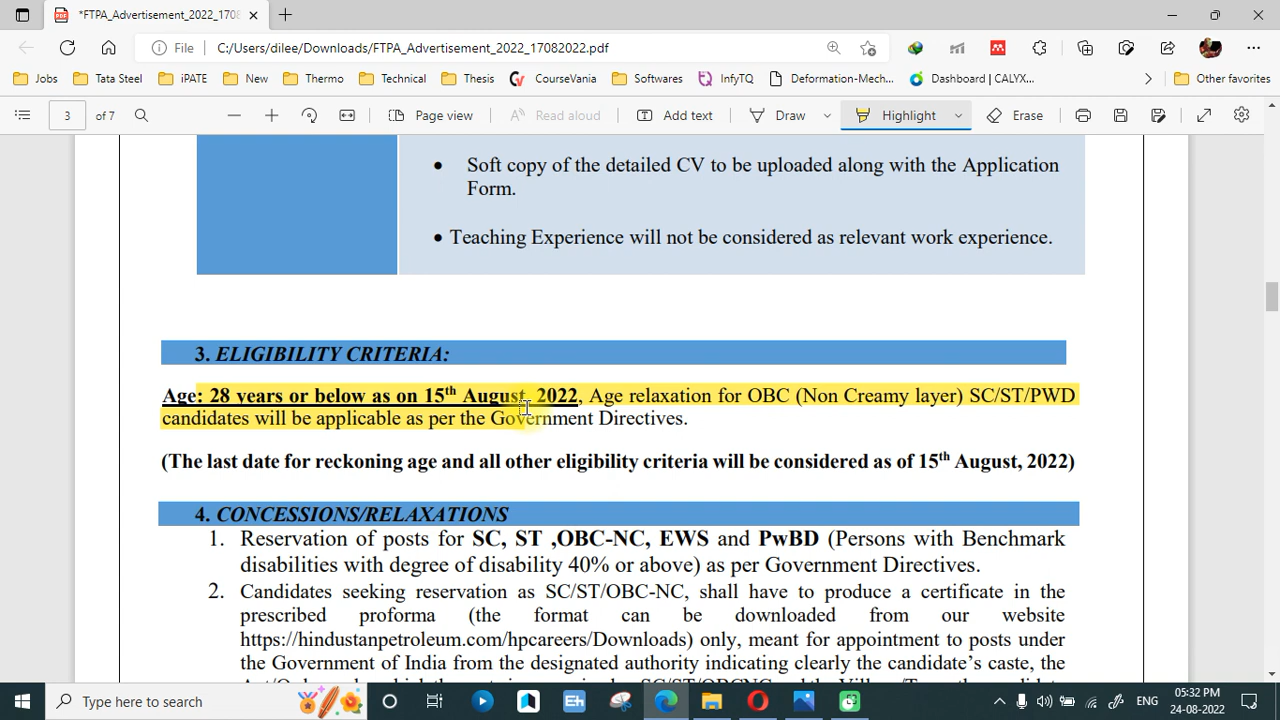 *FTPA_Advertisement_2022_1708
File
C:/Users/dilee/Downloads/FTPA_Advertisement_2022_17082022.pdf
Jobs
Tata Steel
iPATE
New
Thermo
Technical
Thesis
CourseVania
Softwares
InfyTQ
Deformation-Mech...
Dashboard | CALYX...
Other favorites
3 of 7
Page view
Read aloud
Add text
Draw
Highlight
Erase
• Soft copy of the detailed CV to be uploaded along with the Application
Form.
• Teaching Experience will not be considered as relevant work experience.
3. ELIGIBILITY CRITERIA:
Age: 28 years or below as on 15th August, 2022, Age relaxation for OBC (Non Creamy layer) SC/ST/PWD
candidates will be applicable as per the Government Directives.
(The last date for reckoning age and all other eligibility criteria will be considered as of 15th August, 2022)
4. CONCESSIONS/RELAXATIONS
1. Reservation of posts for SC, ST ,OBC-NC, EWS and PwBD (Persons with Benchmark
disabilities with degree of disability 40% or above) as per Government Directives.
2. Candidates seeking reservation as SC/ST/OBC-NC, shall have to produce a certificate in the
prescribed proforma (the format can be downloaded from our website
https://hindustanpetroleum.com/hpcareers/Downloads) only, meant for appointment to posts under
the Government of India from the designated authority indicating clearly the candidate's caste, the
Type here to search
ENG
05:32 PM
24-08-2022